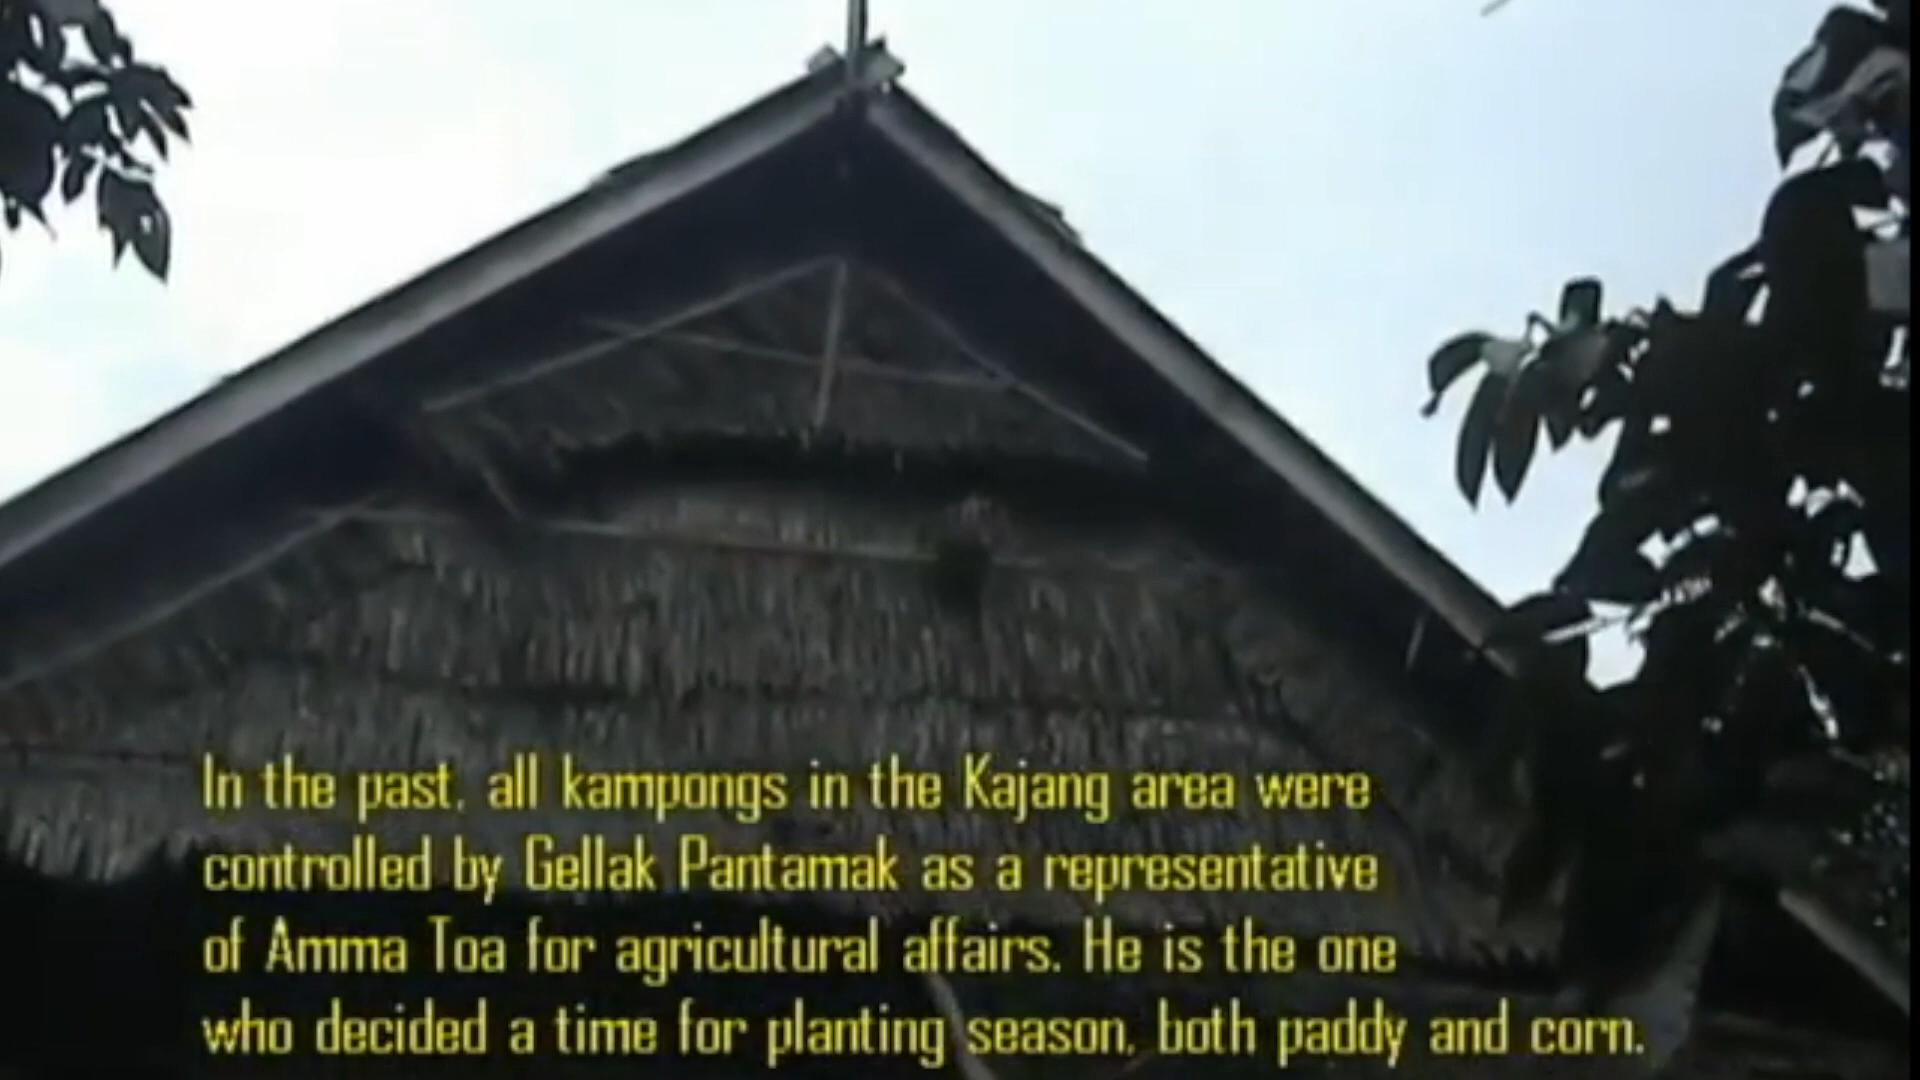 In the past, all kampongs in the Kajang area were
controlled by Gellak Pantamak as a representative
of Amma Toa for agricultural affairs. He is the one
who decided a time for planting season, both paddy and corn.